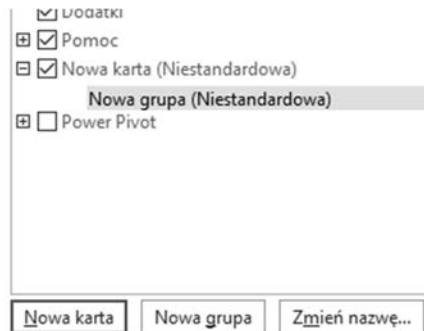 Dodatki
Pomoc
Nowa karta (Niestandardowa)
Nowa grupa (Niestandardowa)
Power Pivot
Nowa karta
Nowa grupa
Zmień nazwę...